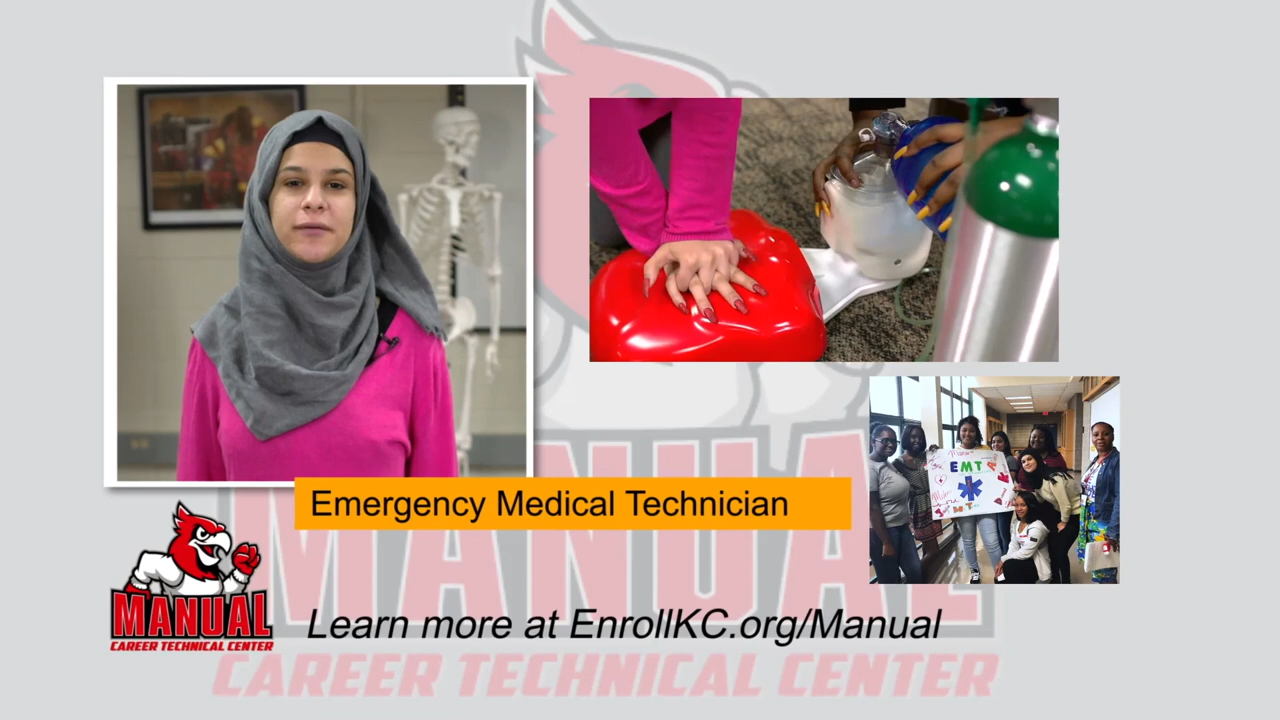 EMT
Emergency Medical Technician
MANUAL
CAREER TECHNICAL CENTER
Learn more at EnrollKC.org/Manual
MANUAL
CAREER TECHNICAL CENTER